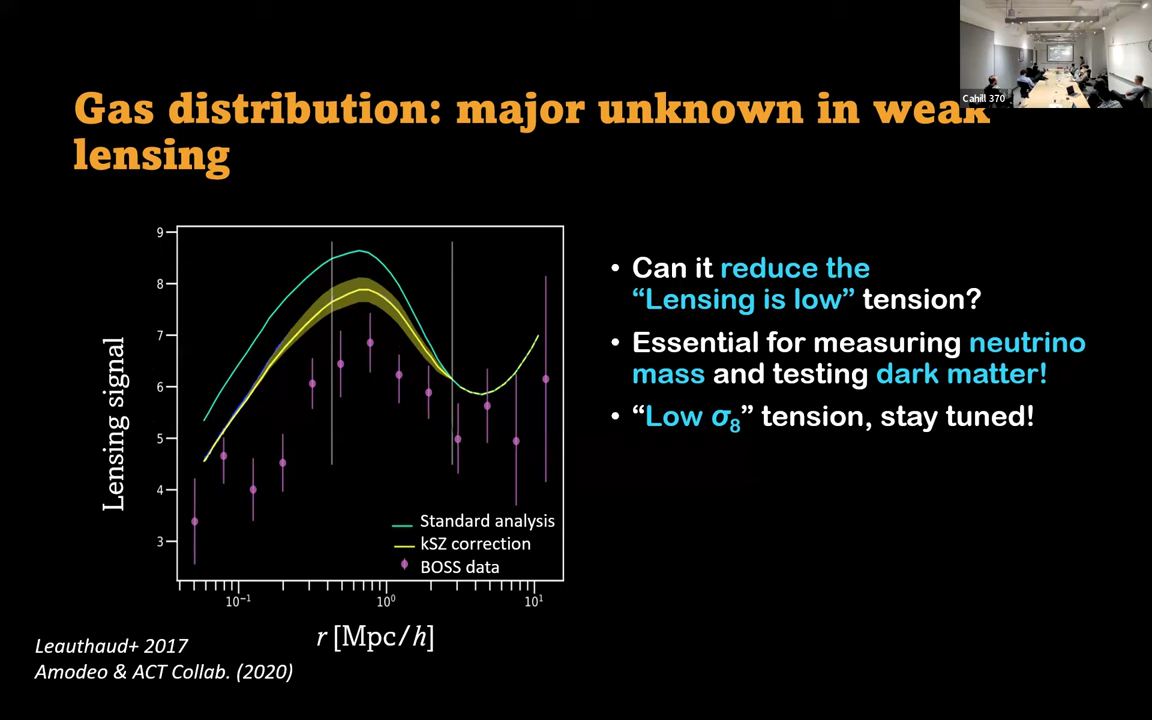 Cahill 370
Gas distribution: major unknown in weak
lensing
9
8
7
6
5
4
3
Lensing signal
Standard analysis
kSZ correction
BOSS data
10⁻¹
10⁰
10¹
r [Mpc/h]
• Can it reduce the
“Lensing is low” tension?
• Essential for measuring neutrino
mass and testing dark matter!
• “Low σ₈” tension, stay tuned!
Leauthaud+ 2017
Amodeo & ACT Collab. (2020)